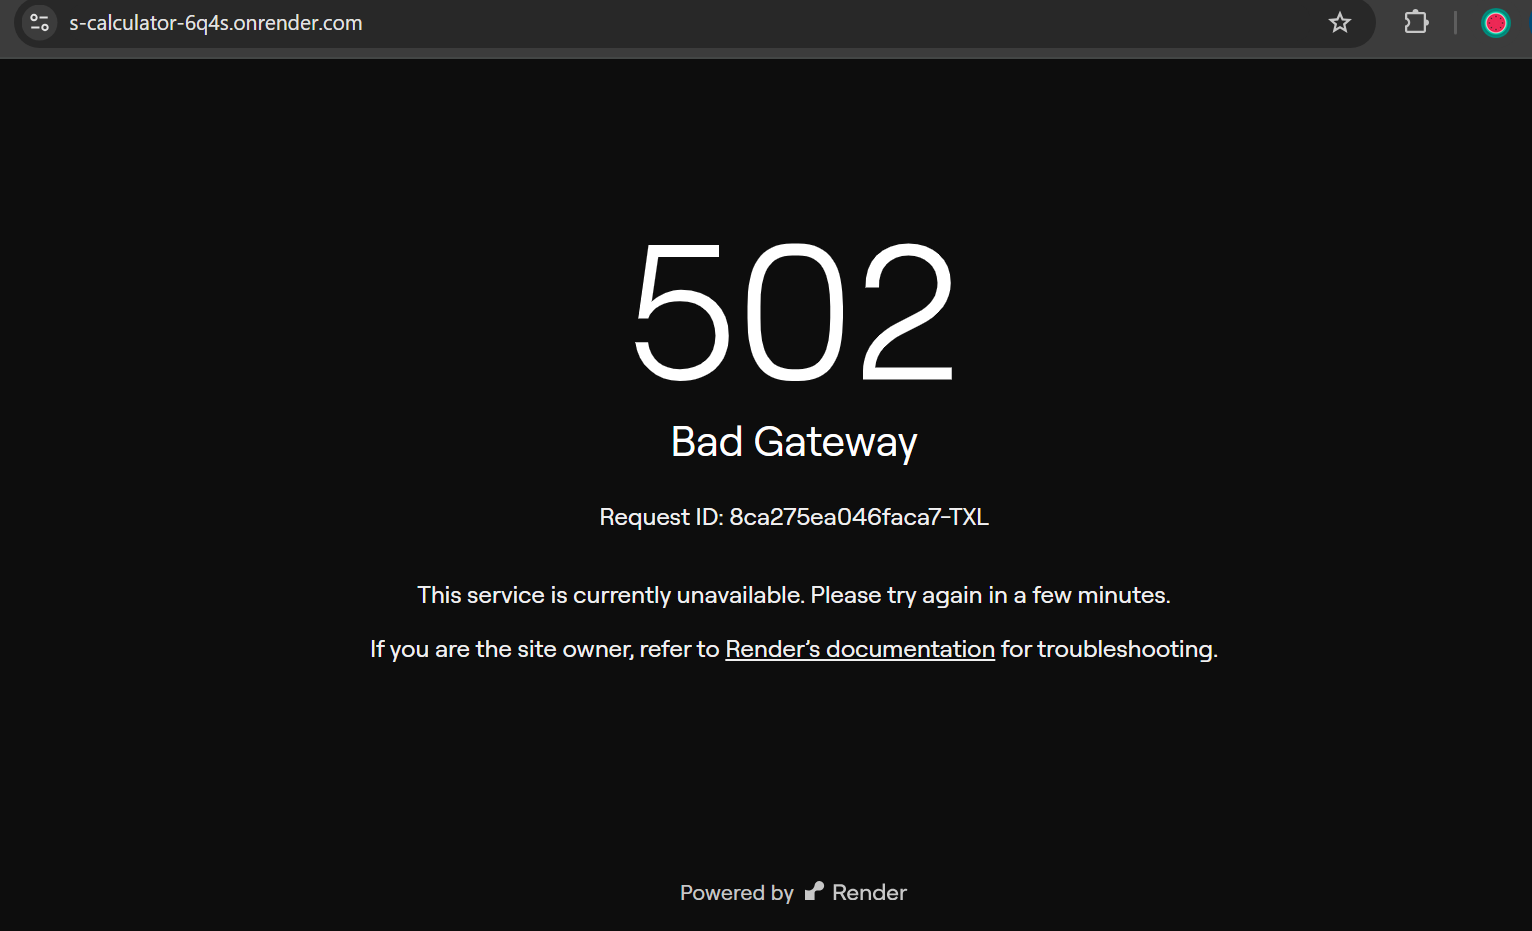 s-calculator-6q4s.onrender.com
502
Bad Gateway
Request ID: 8ca275ea046faca7-TXL
This service is currently unavailable. Please try again in a few minutes.
If you are the site owner, refer to Render’s documentation for troubleshooting.
Powered by Render